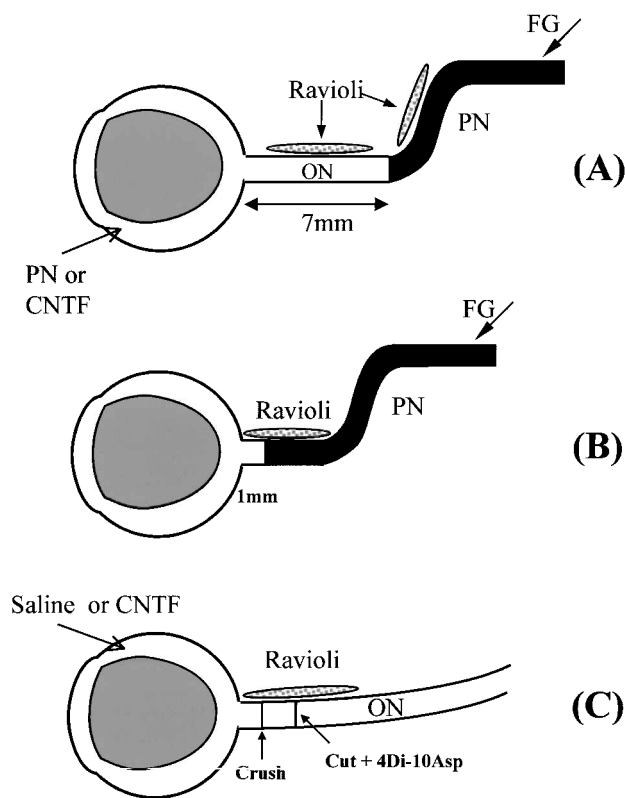 FG
Ravioli
PN
ON
(A)
7mm
PN or
CNTF
FG
Ravioli
PN
(B)
1mm
Saline or CNTF
Ravioli
ON
(C)
Crush
Cut + 4Di-10Asp